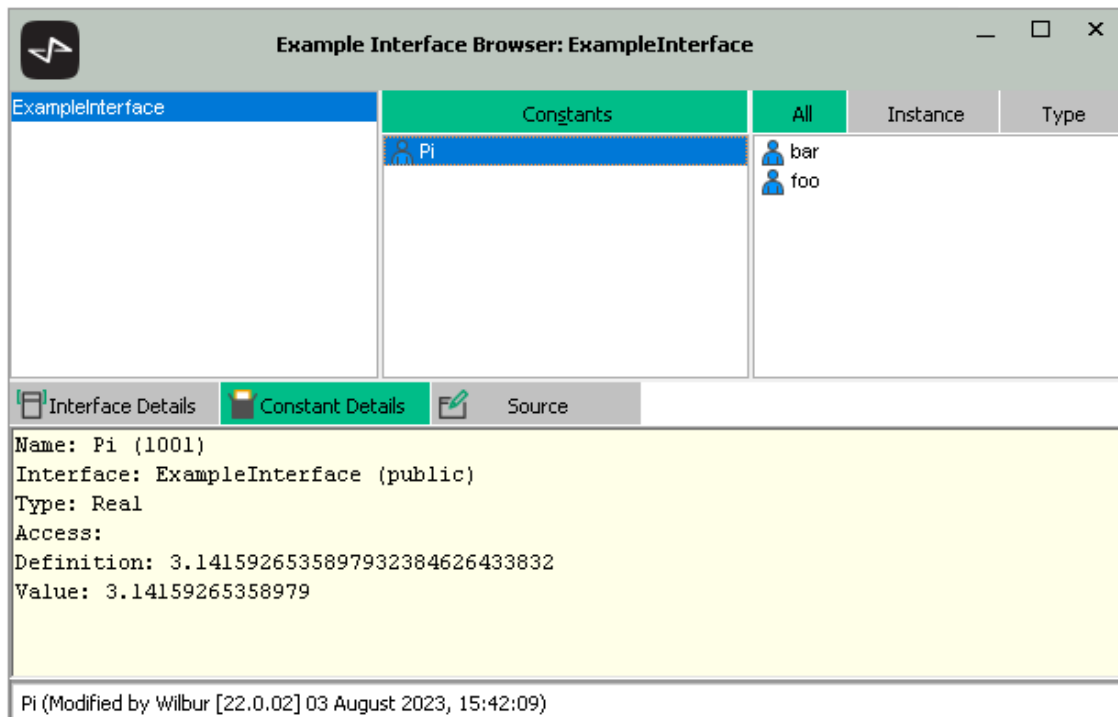 Example Interface Browser: ExampleInterface
ExampleInterface
Constants
All
Instance
Type
Pi
bar
foo
Interface Details
Constant Details
Source
Name: Pi (1001)
Interface: ExampleInterface (public)
Type: Real
Access:
Definition: 3.1415926535897932384626433832
Value: 3.14159265358979
Pi (Modified by Wilbur [22.0.02] 03 August 2023, 15:42:09)